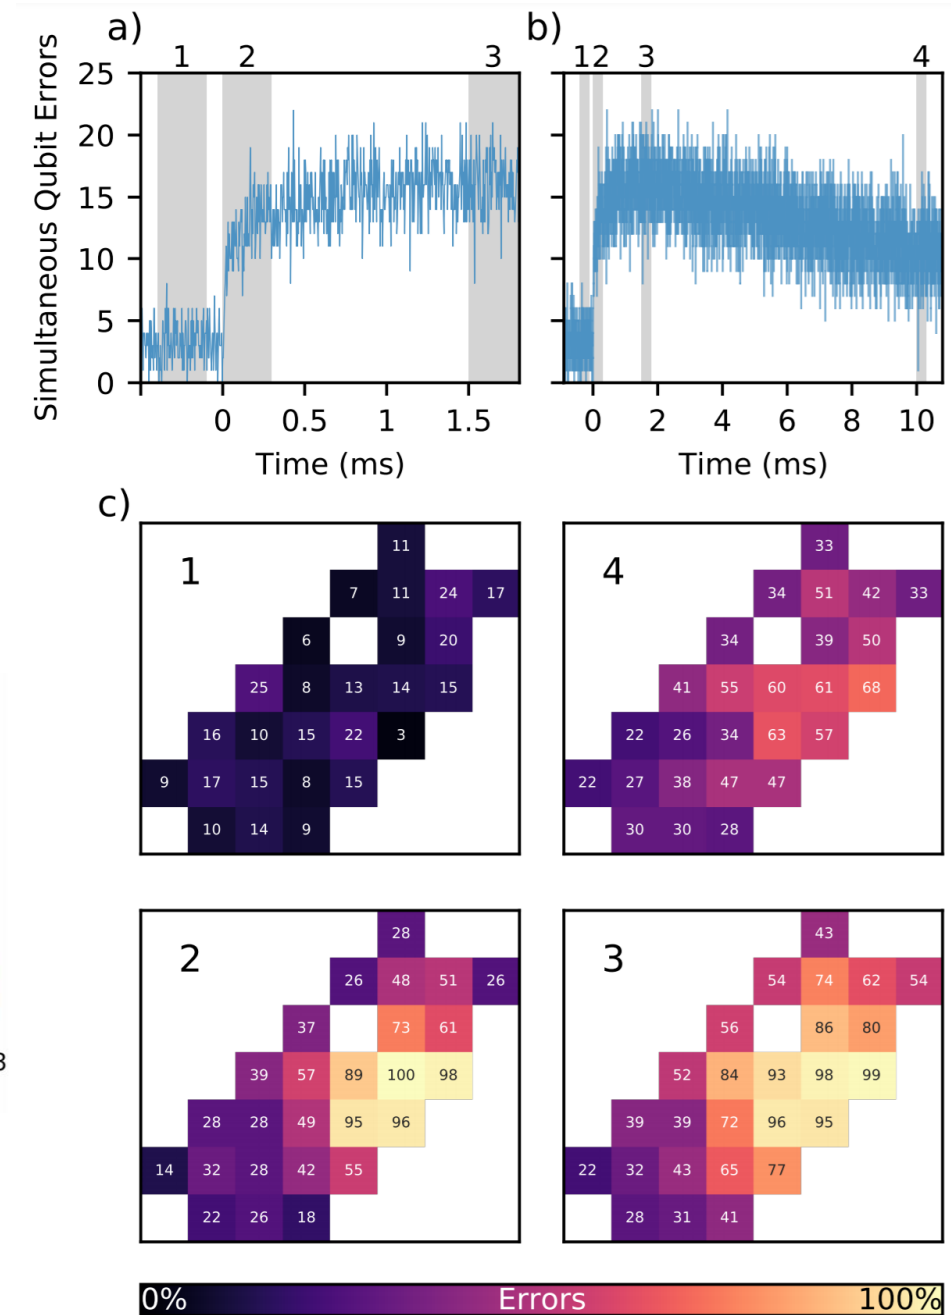 a)
b)
1
2
3
1
2
3
4
Simultaneous Qubit Errors
25
20
15
10
5
0
0
0.5
1
1.5
0
2
4
6
8
10
Time (ms)
Time (ms)
c)
1
11
7 11 24 17
6 9 20
25 8 13 14 15
16 10 15 22 3
9 17 15 8 15
10 14 9
4
33
34 51 42 33
34 39 50
41 55 60 61 68
22 26 34 63 57
22 27 38 47 47
30 30 28
2
28
26 48 51 26
37 73 61
39 57 89 100 98
28 28 49 95 96
14 32 28 42 55
22 26 18
3
43
54 74 62 54
56 86 80
52 84 93 98 99
39 39 72 96 95
22 32 43 65 77
28 31 41
3
0% Errors 100%